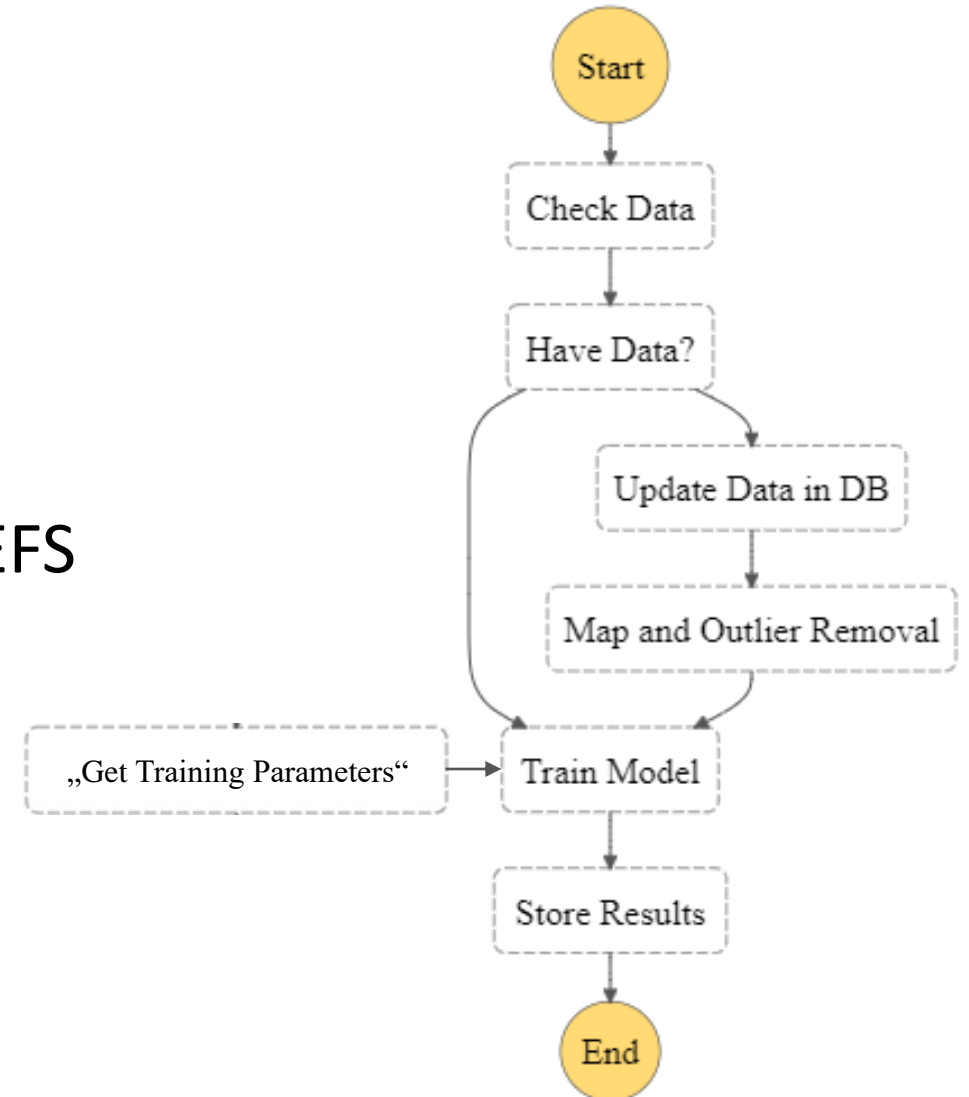 Start
Check Data
Have Data?
Update Data in DB
EFS
Map and Outlier Removal
„Get Training Parameters“
Train Model
Store Results
End